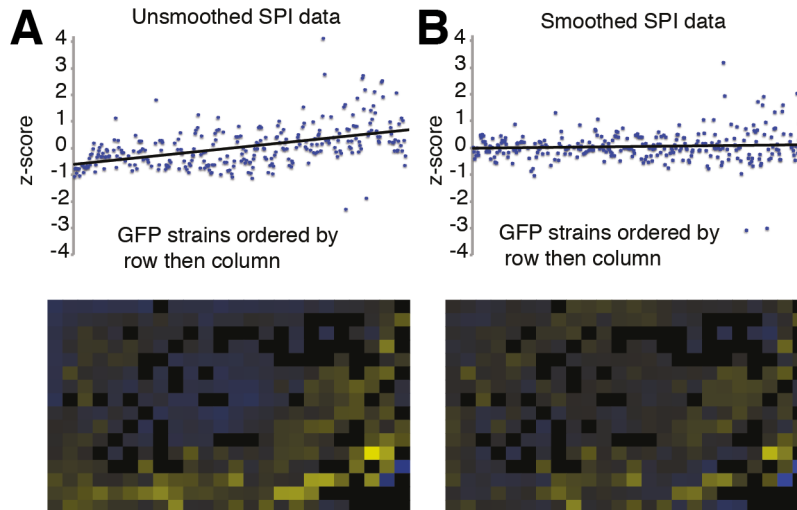 A
Unsmoothed SPI data
4
3
2
1
0
-1
-2
-3
-4
z-score
GFP strains ordered by
row then column
B
Smoothed SPI data
4
3
2
1
0
-1
-2
-3
-4
z-score
GFP strains ordered by
row then column